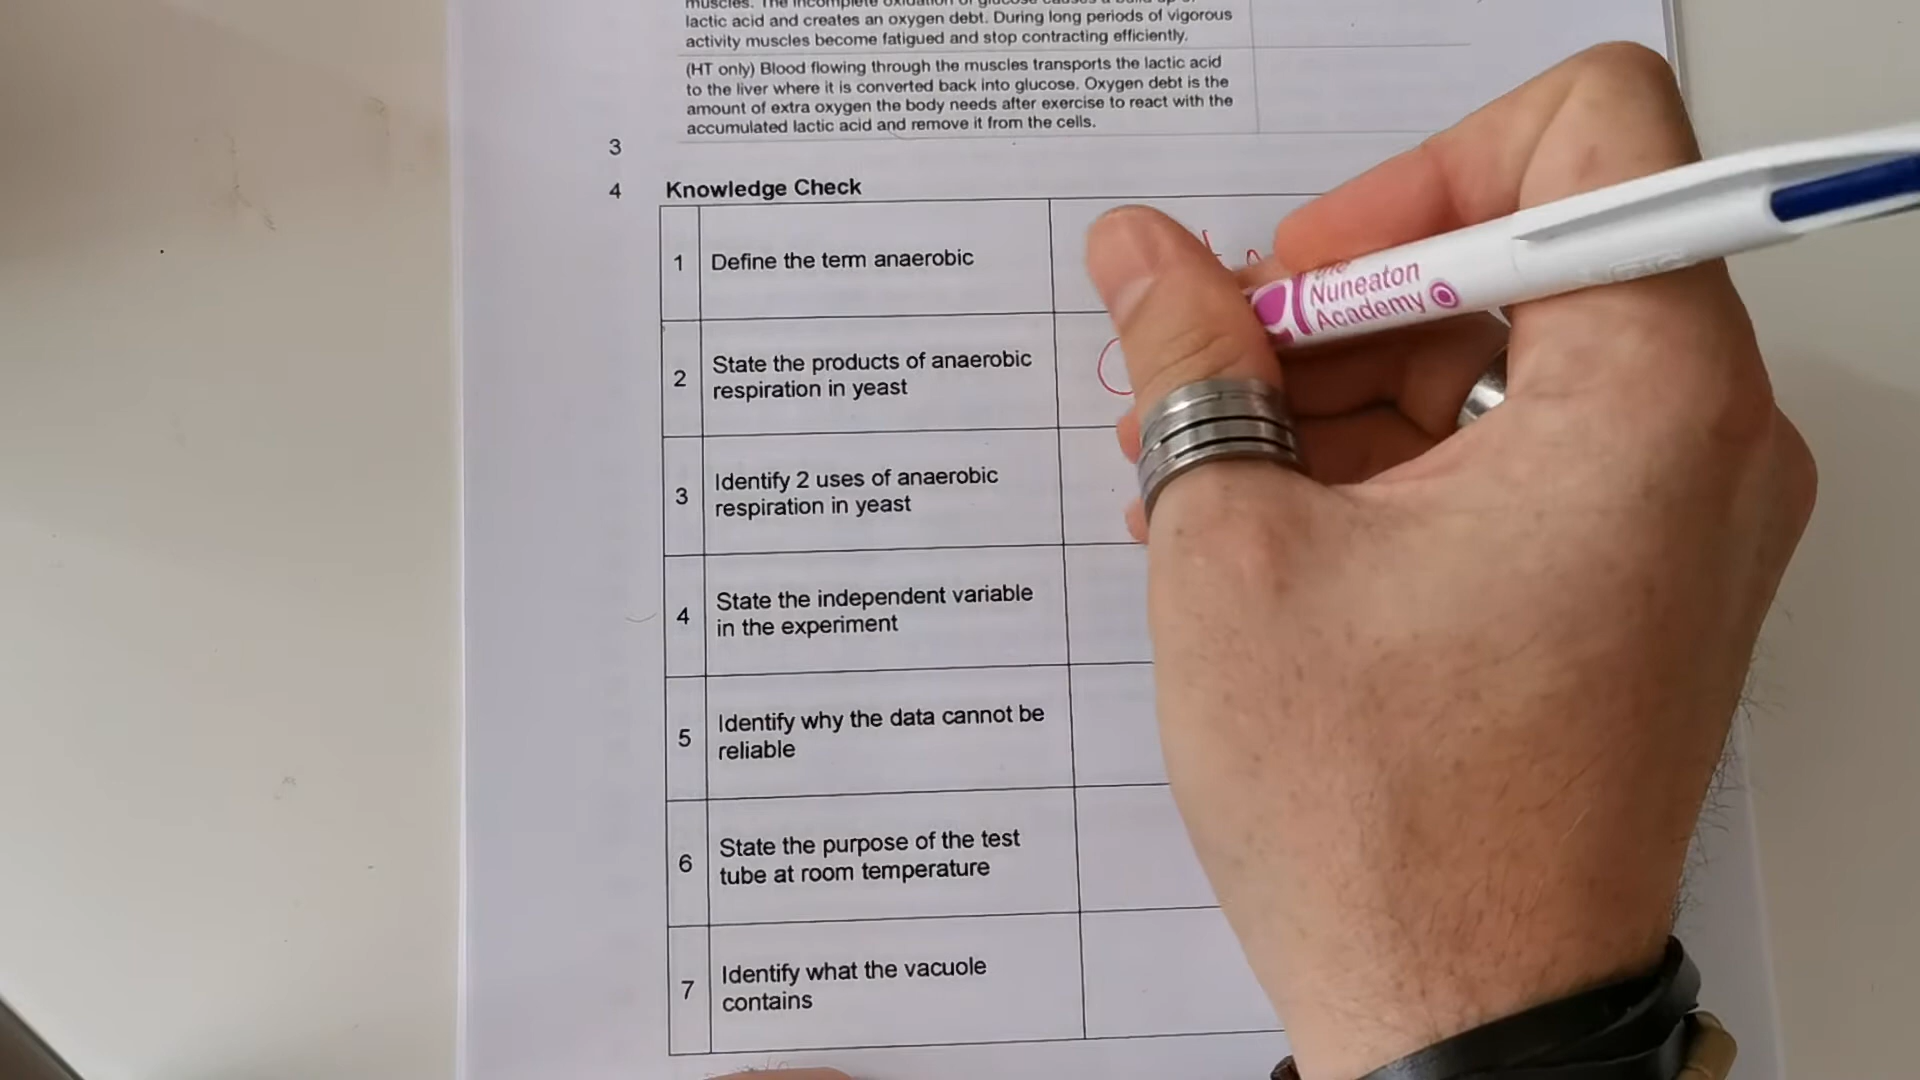 lactic acid and creates an oxygen debt. During long periods of vigorous
activity muscles become fatigued and stop contracting efficiently.
(HT only) Blood flowing through the muscles transports the lactic acid
to the liver where it is converted back into glucose. Oxygen debt is the
amount of extra oxygen the body needs after exercise to react with the
accumulated lactic acid and remove it from the cells.
3
4 Knowledge Check
1 Define the term anaerobic
2 State the products of anaerobic
respiration in yeast
3 Identify 2 uses of anaerobic
respiration in yeast
4 State the independent variable
in the experiment
5 Identify why the data cannot be
reliable
6 State the purpose of the test
tube at room temperature
7 Identify what the vacuole
contains
the
Nuneaton
Academy